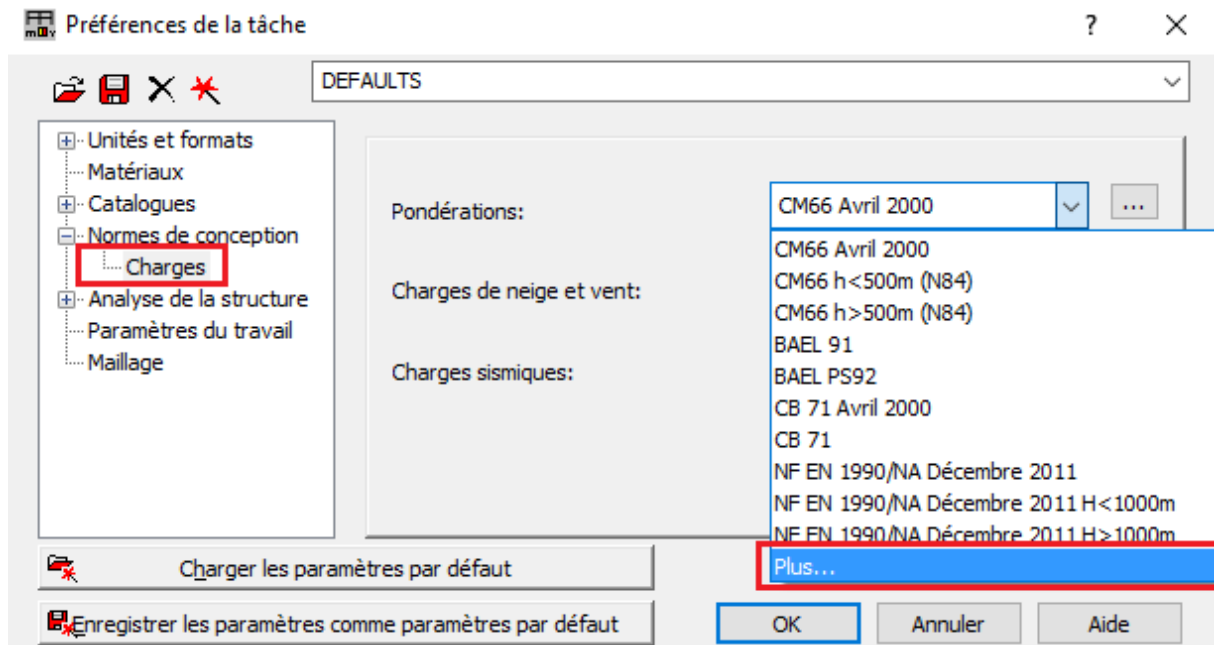 Préférences de la tâche
?
DEFAULTS
Unités et formats
Matériaux
Catalogues
Normes de conception
Charges
Analyse de la structure
Paramètres du travail
Maillage
Pondérations:
CM66 Avril 2000
...
Charges de neige et vent:
Charges sismiques:
CM66 Avril 2000
CM66 h<500m (N84)
CM66 h>500m (N84)
BAEL 91
BAEL PS92
CB 71 Avril 2000
CB 71
NF EN 1990/NA Décembre 2011
NF EN 1990/NA Décembre 2011 H<1000m
NF EN 1990/NA Décembre 2011 H>1000m
Plus...
Charger les paramètres par défaut
Enregistrer les paramètres comme paramètres par défaut
OK
Annuler
Aide